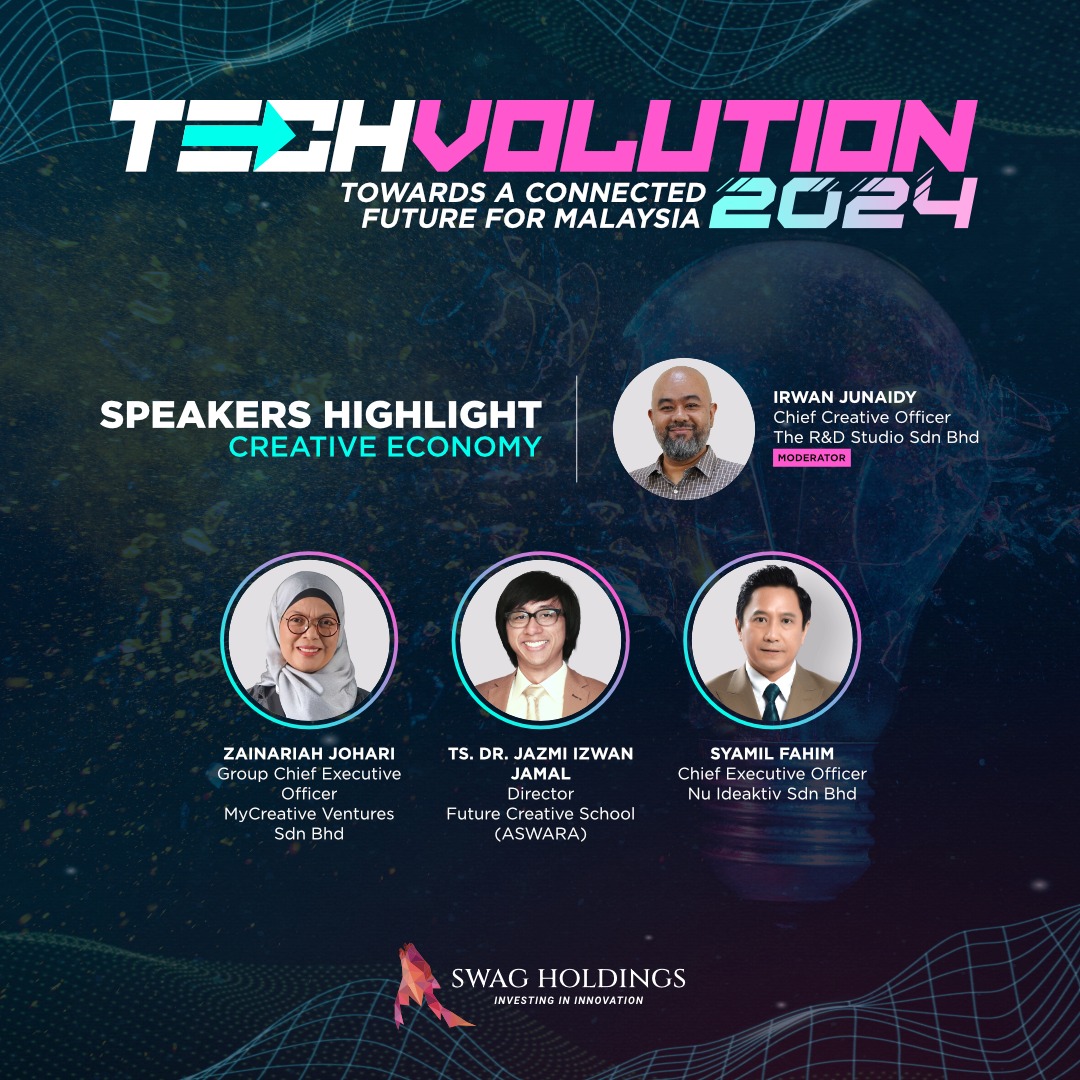 TECHVOLUTION
TOWARDS A CONNECTED
FUTURE FOR MALAYSIA
2024
SPEAKERS HIGHLIGHT
CREATIVE ECONOMY
IRWAN JUNAIDY
Chief Creative Officer
The R&D Studio Sdn Bhd
MODERATOR
ZAINARIAH JOHARI
Group Chief Executive
Officer
MyCreative Ventures
Sdn Bhd
TS. DR. JAZMI IZWAN
JAMAL
Director
Future Creative School
(ASWARA)
SYAMIL FAHIM
Chief Executive Officer
Nu Ideaktiv Sdn Bhd
SWAG HOLDINGS
INVESTING IN INNOVATION